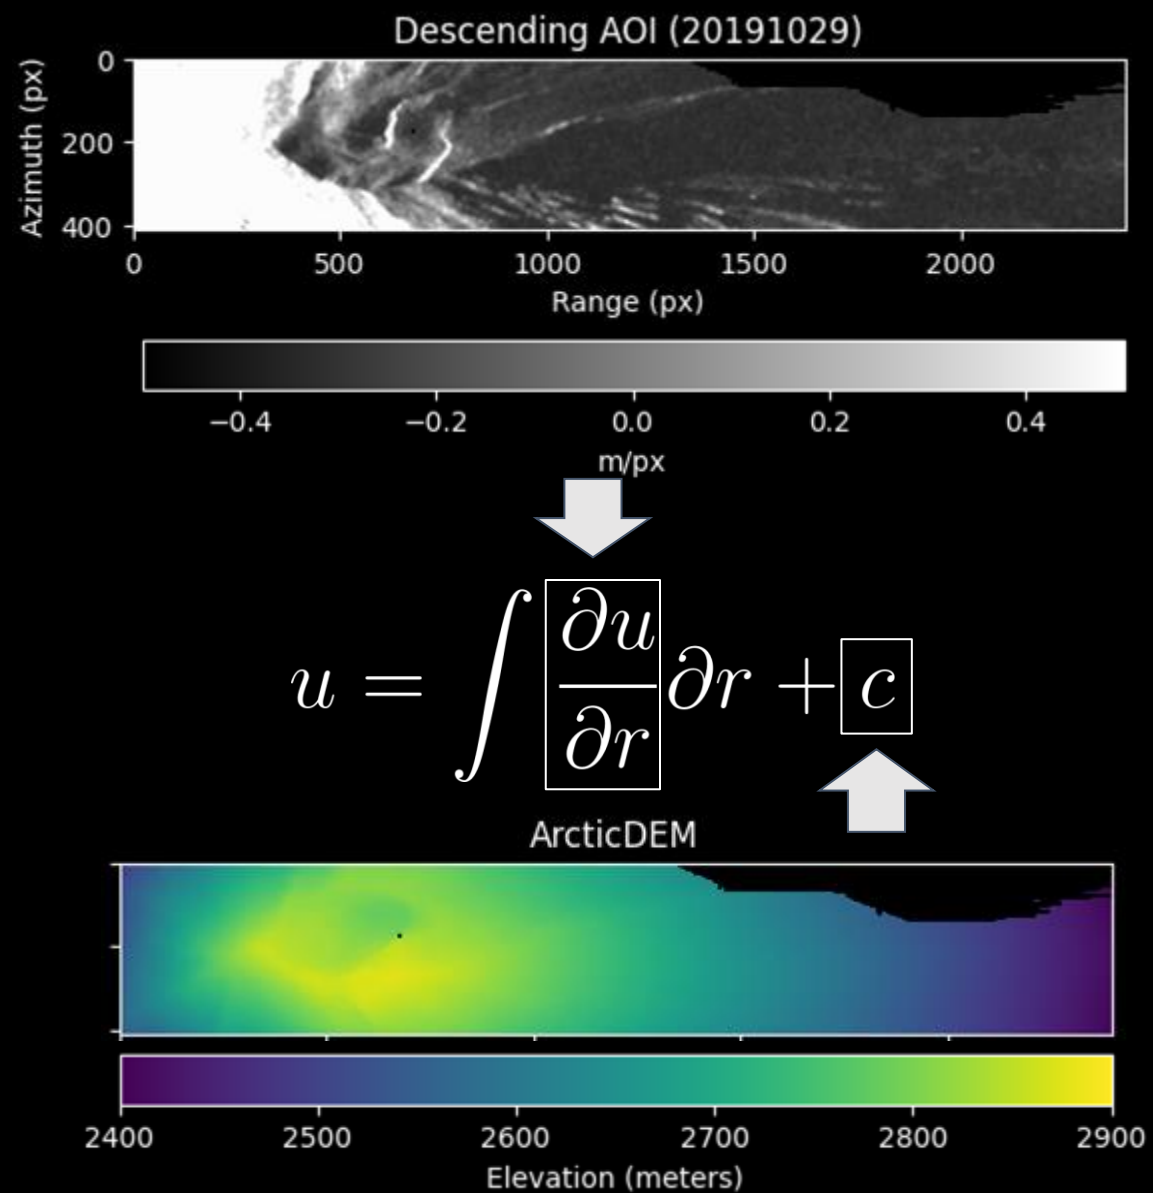 Descending AOI (20191029)
Azimuth (px)
0
200
400
0 500 1000 1500 2000
Range (px)
−0.4 −0.2 0.0 0.2 0.4
m/px
u = ∫ ∂u/∂r ∂r + c
ArcticDEM
2400 2500 2600 2700 2800 2900
Elevation (meters)